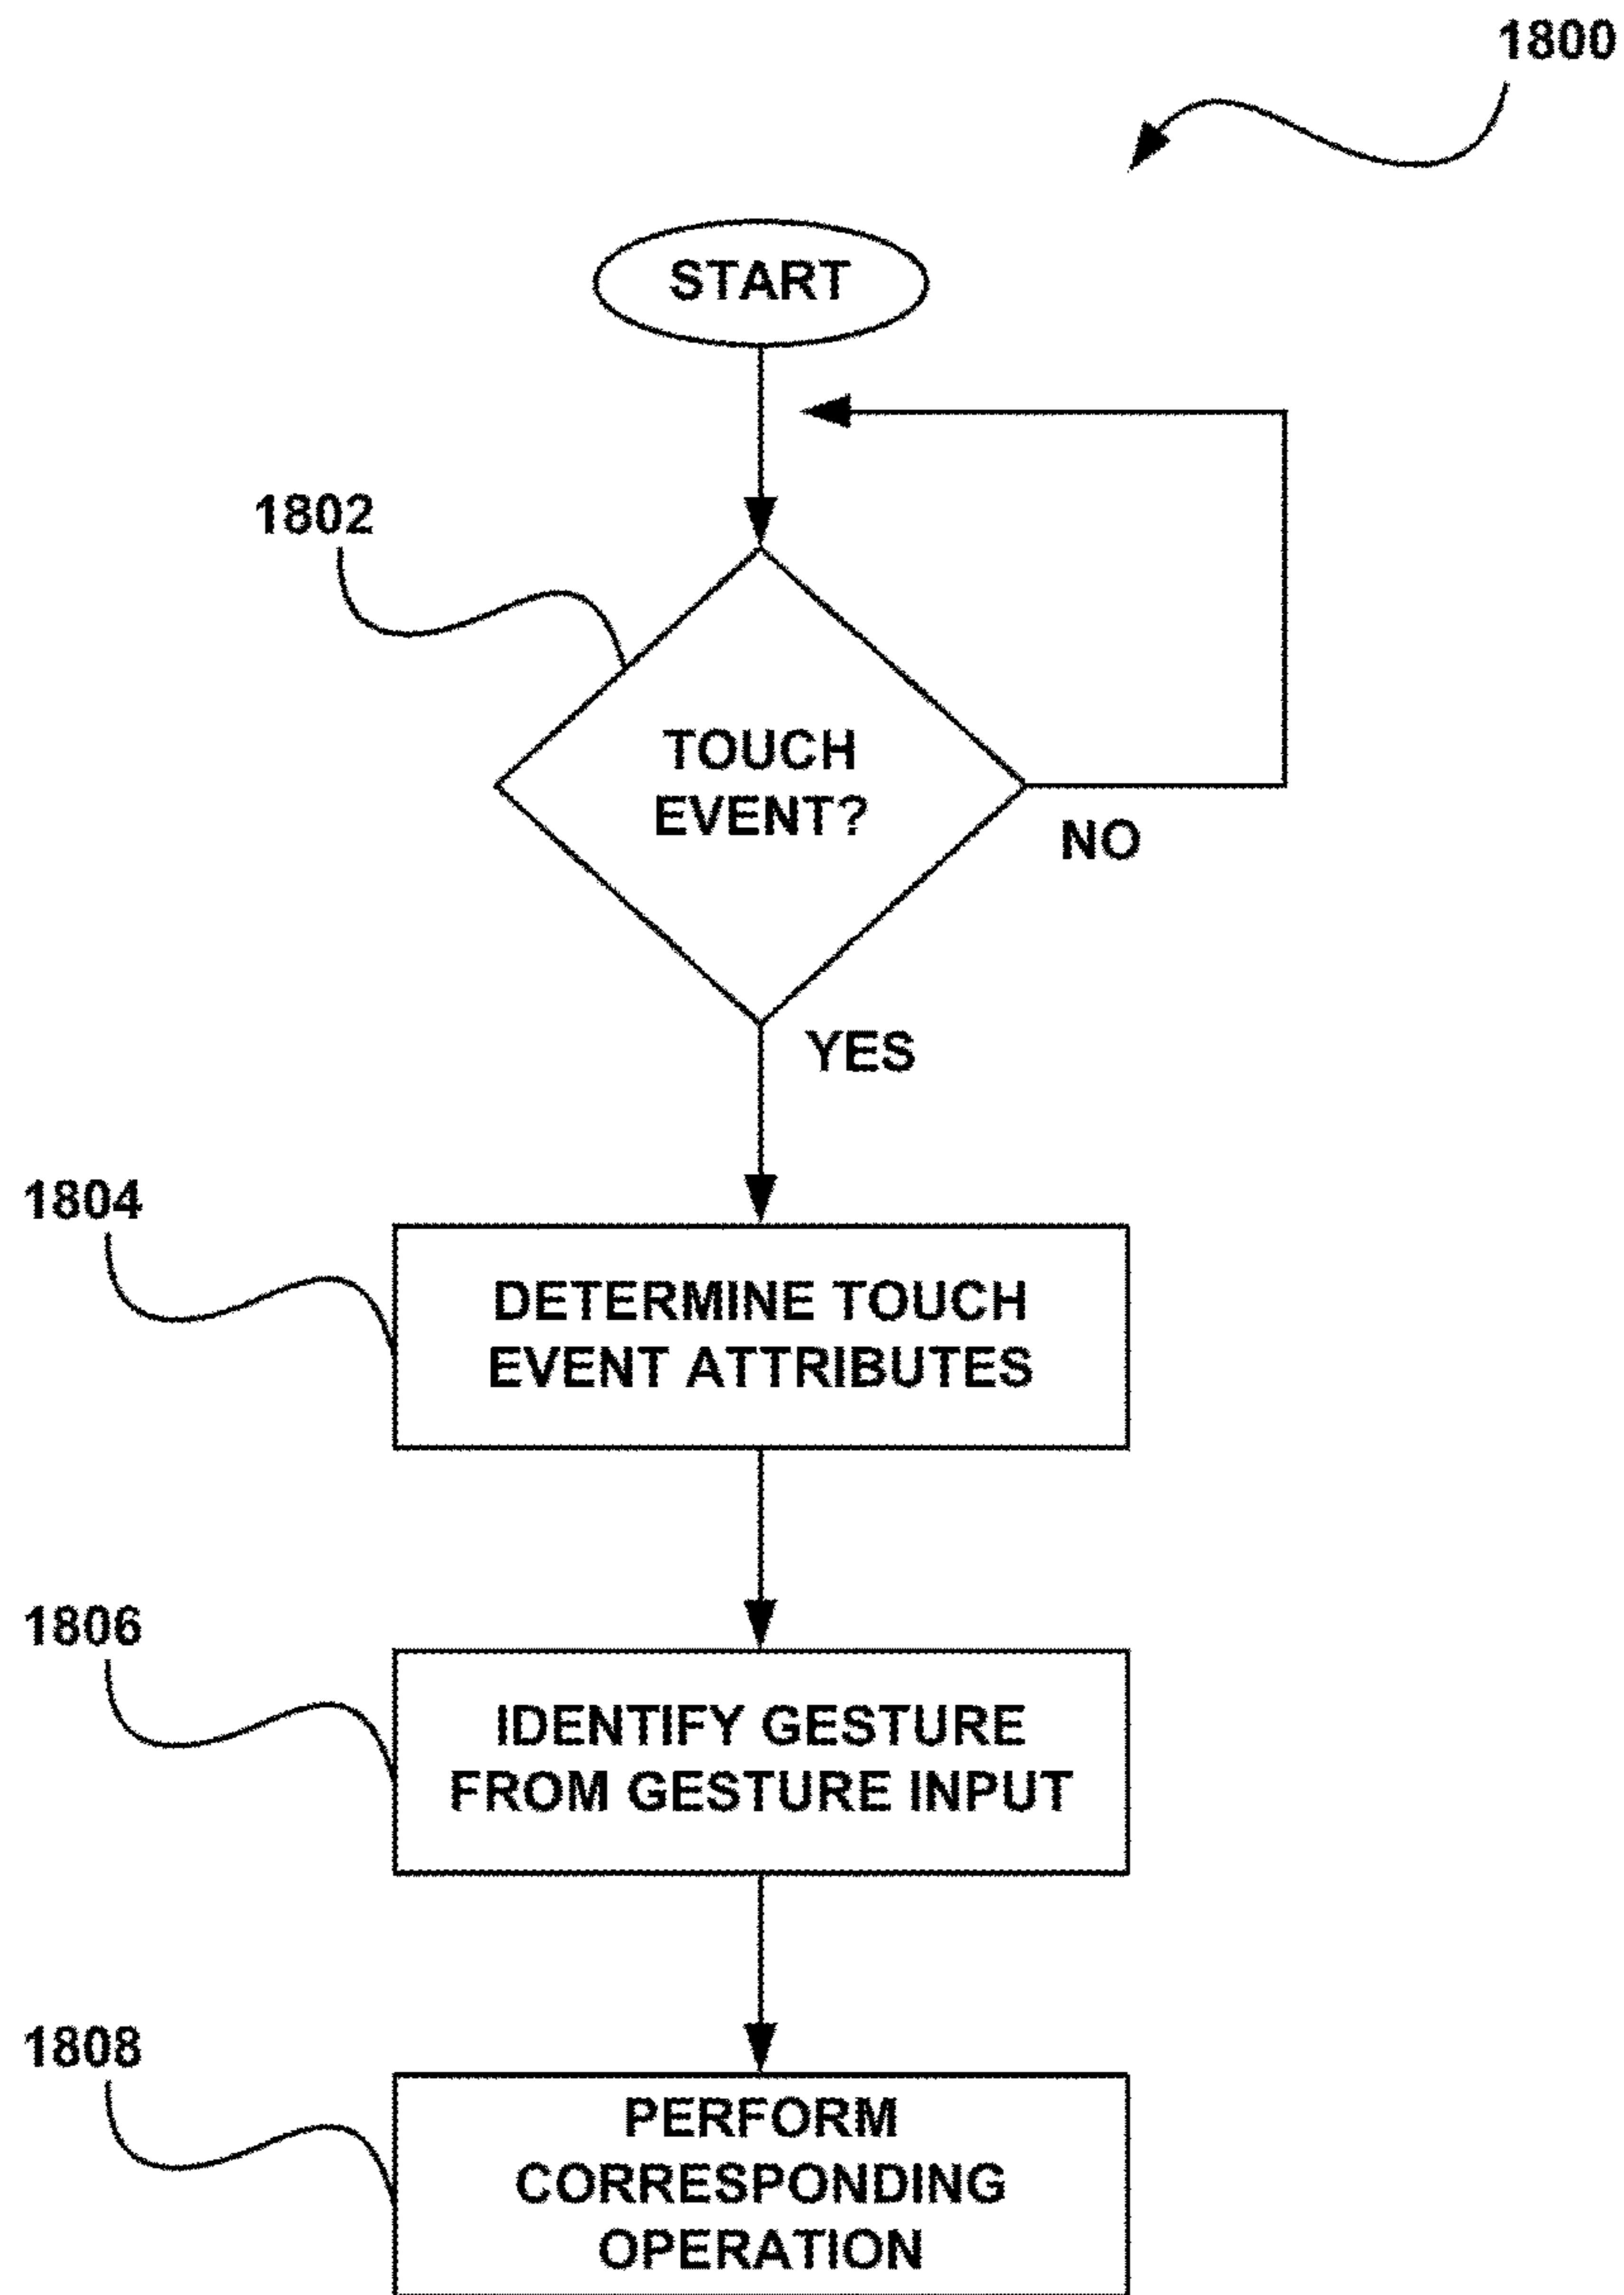 1800
START
1802
TOUCH
EVENT?
NO
YES
1804
DETERMINE TOUCH
EVENT ATTRIBUTES
1806
IDENTIFY GESTURE
FROM GESTURE INPUT
1808
PERFORM
CORRESPONDING
OPERATION